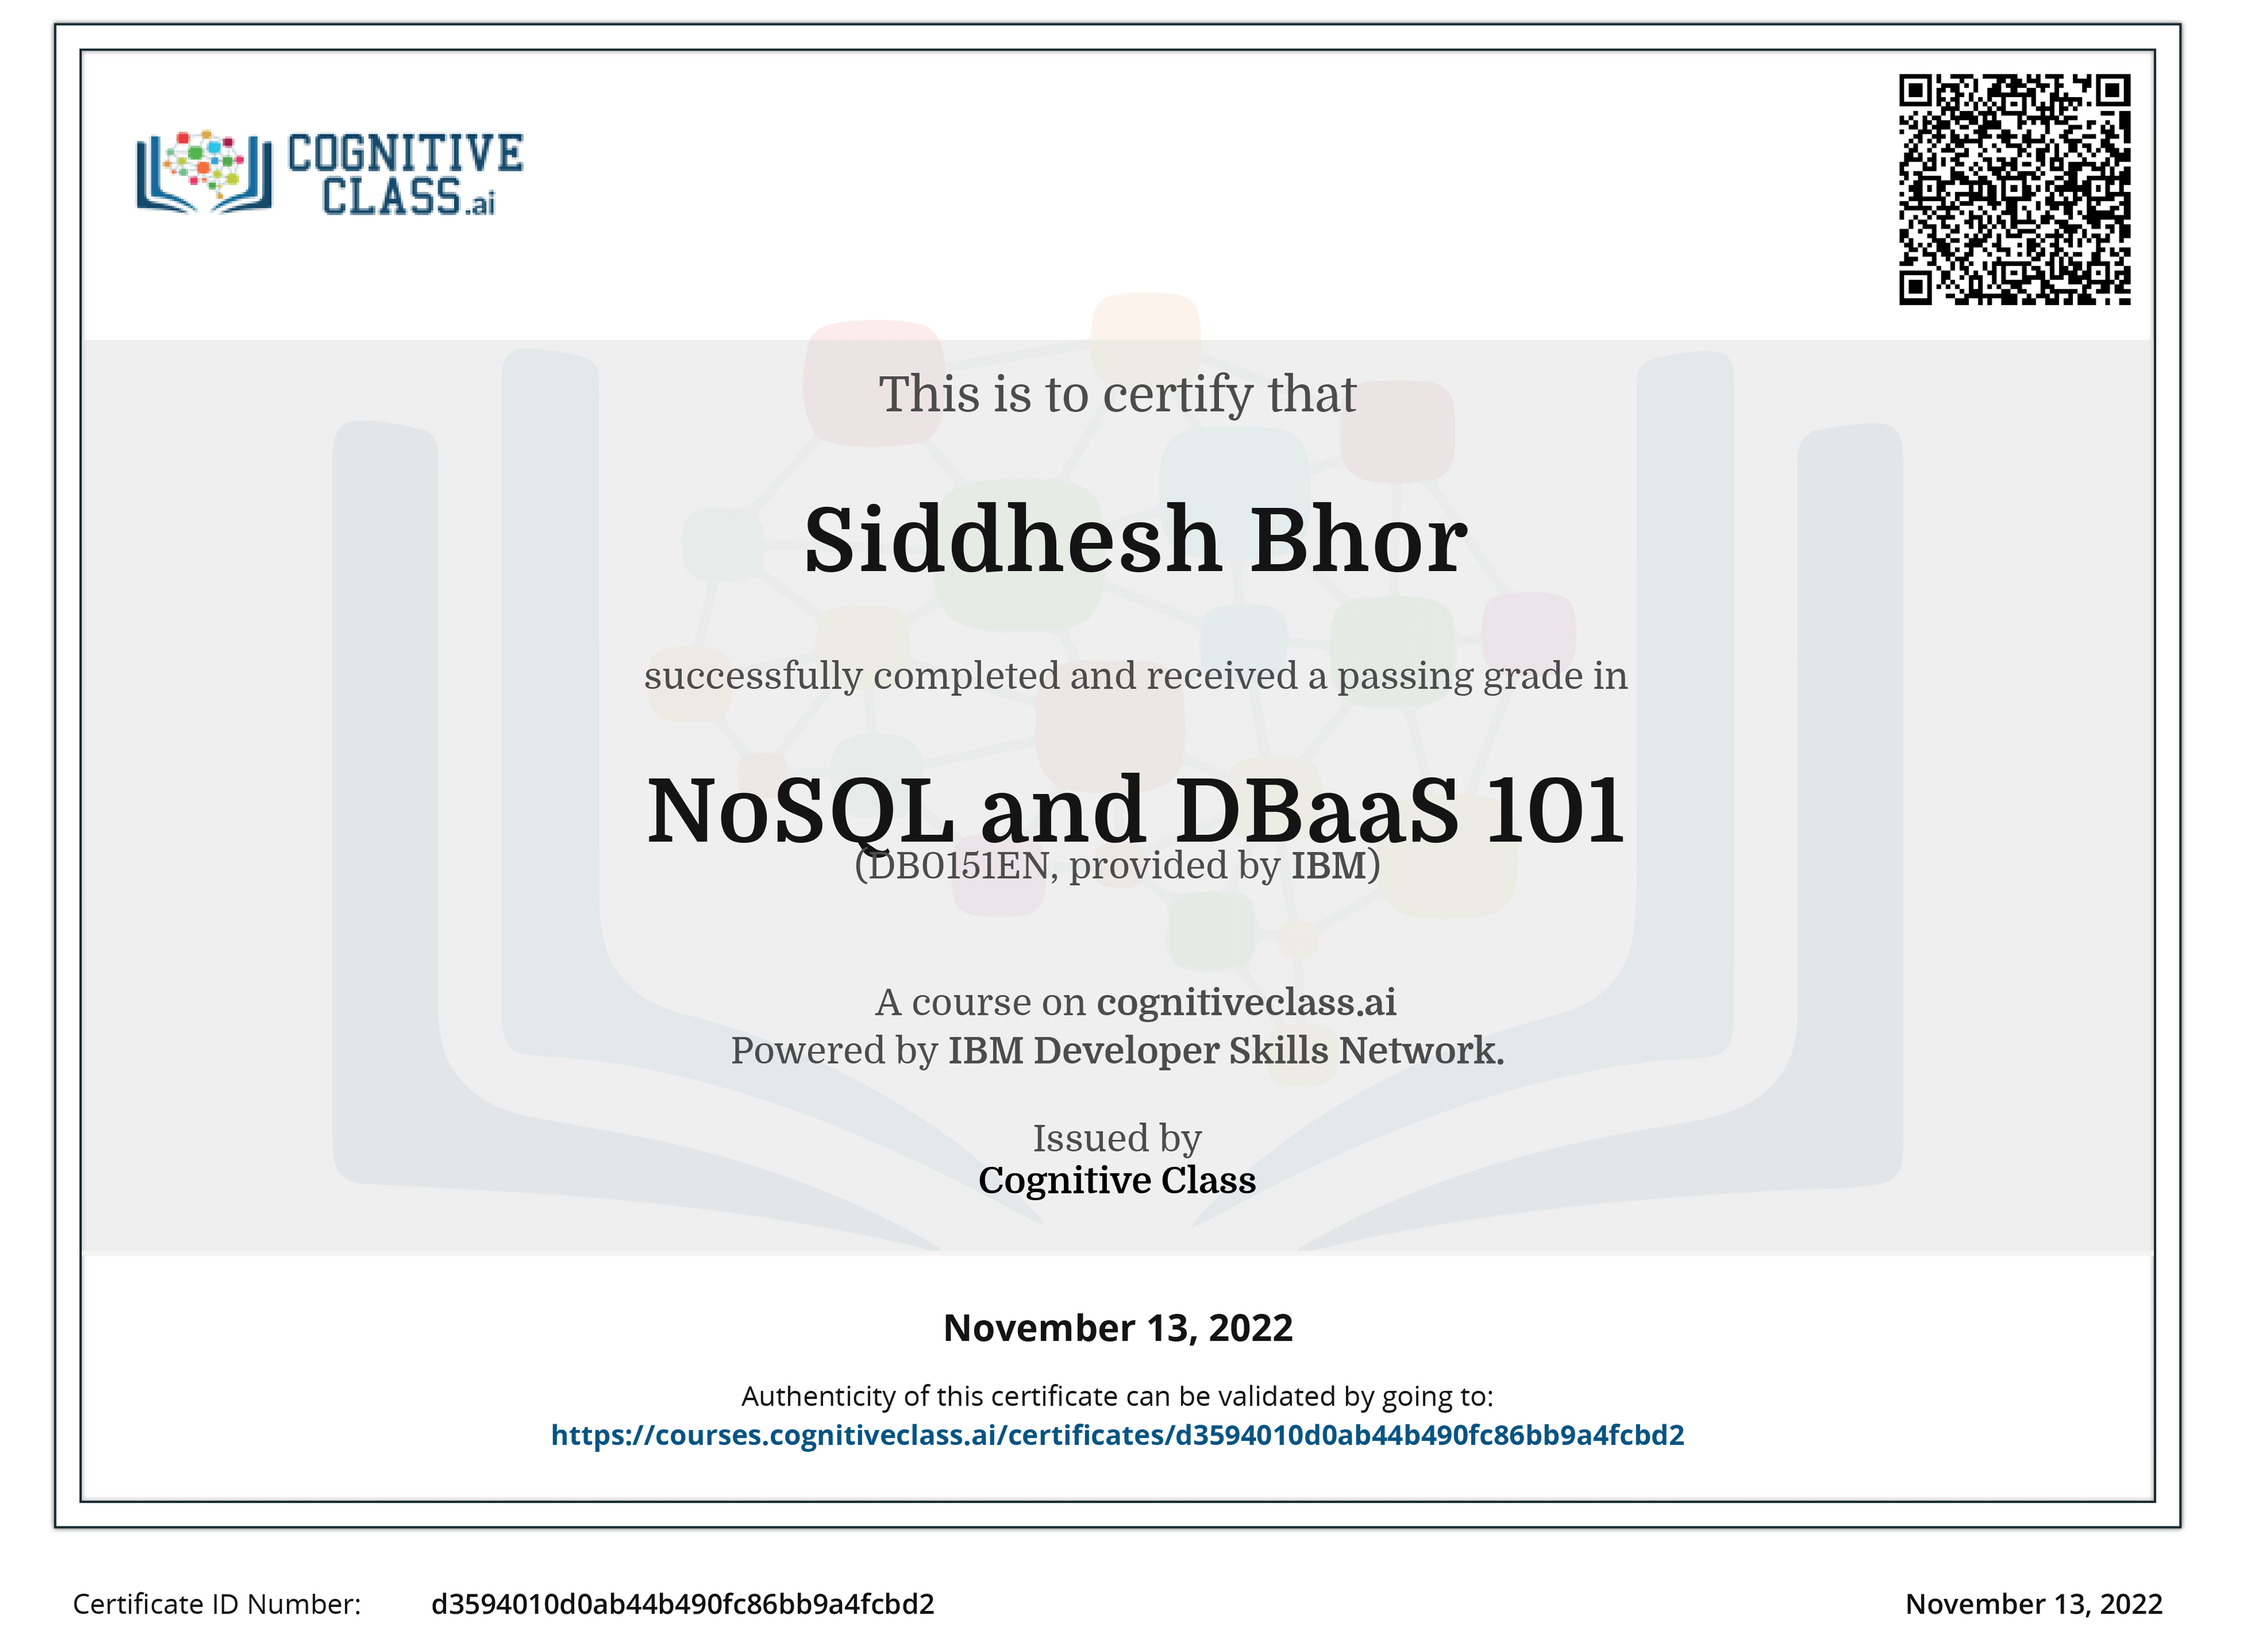 COGNITIVE
CLASS.ai
This is to certify that
Siddhesh Bhor
successfully completed and received a passing grade in
NoSQL and DBaaS 101
(DB0151EN, provided by IBM)
A course on cognitiveclass.ai
Powered by IBM Developer Skills Network.
Issued by
Cognitive Class
November 13, 2022
Authenticity of this certificate can be validated by going to:
https://courses.cognitiveclass.ai/certificates/d3594010d0ab44b490fc86bb9a4fcbd2
Certificate ID Number: d3594010d0ab44b490fc86bb9a4fcbd2 November 13, 2022